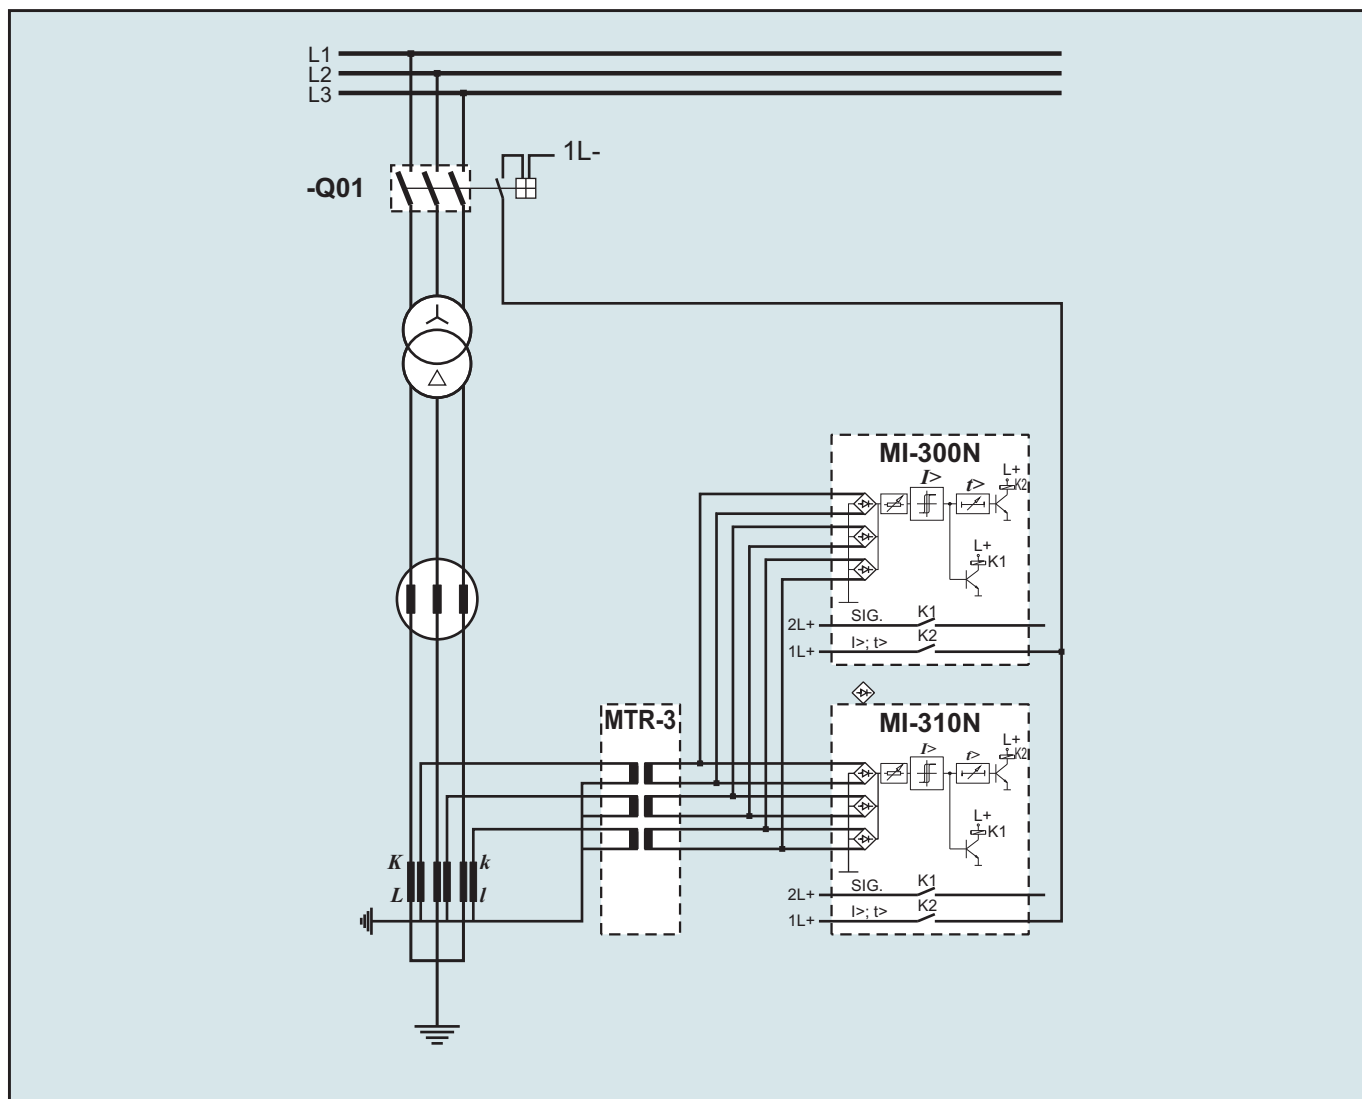 L1
L2
L3
1L-
-Q01
MI-300N
I>
t>
L+
K2
L+
K1
SIG.
K1
2L+
I>; t>
K2
1L+
MTR-3
MI-310N
I>
t>
L+
K2
L+
K1
K
k
L
l
SIG.
K1
2L+
I>; t>
K2
1L+